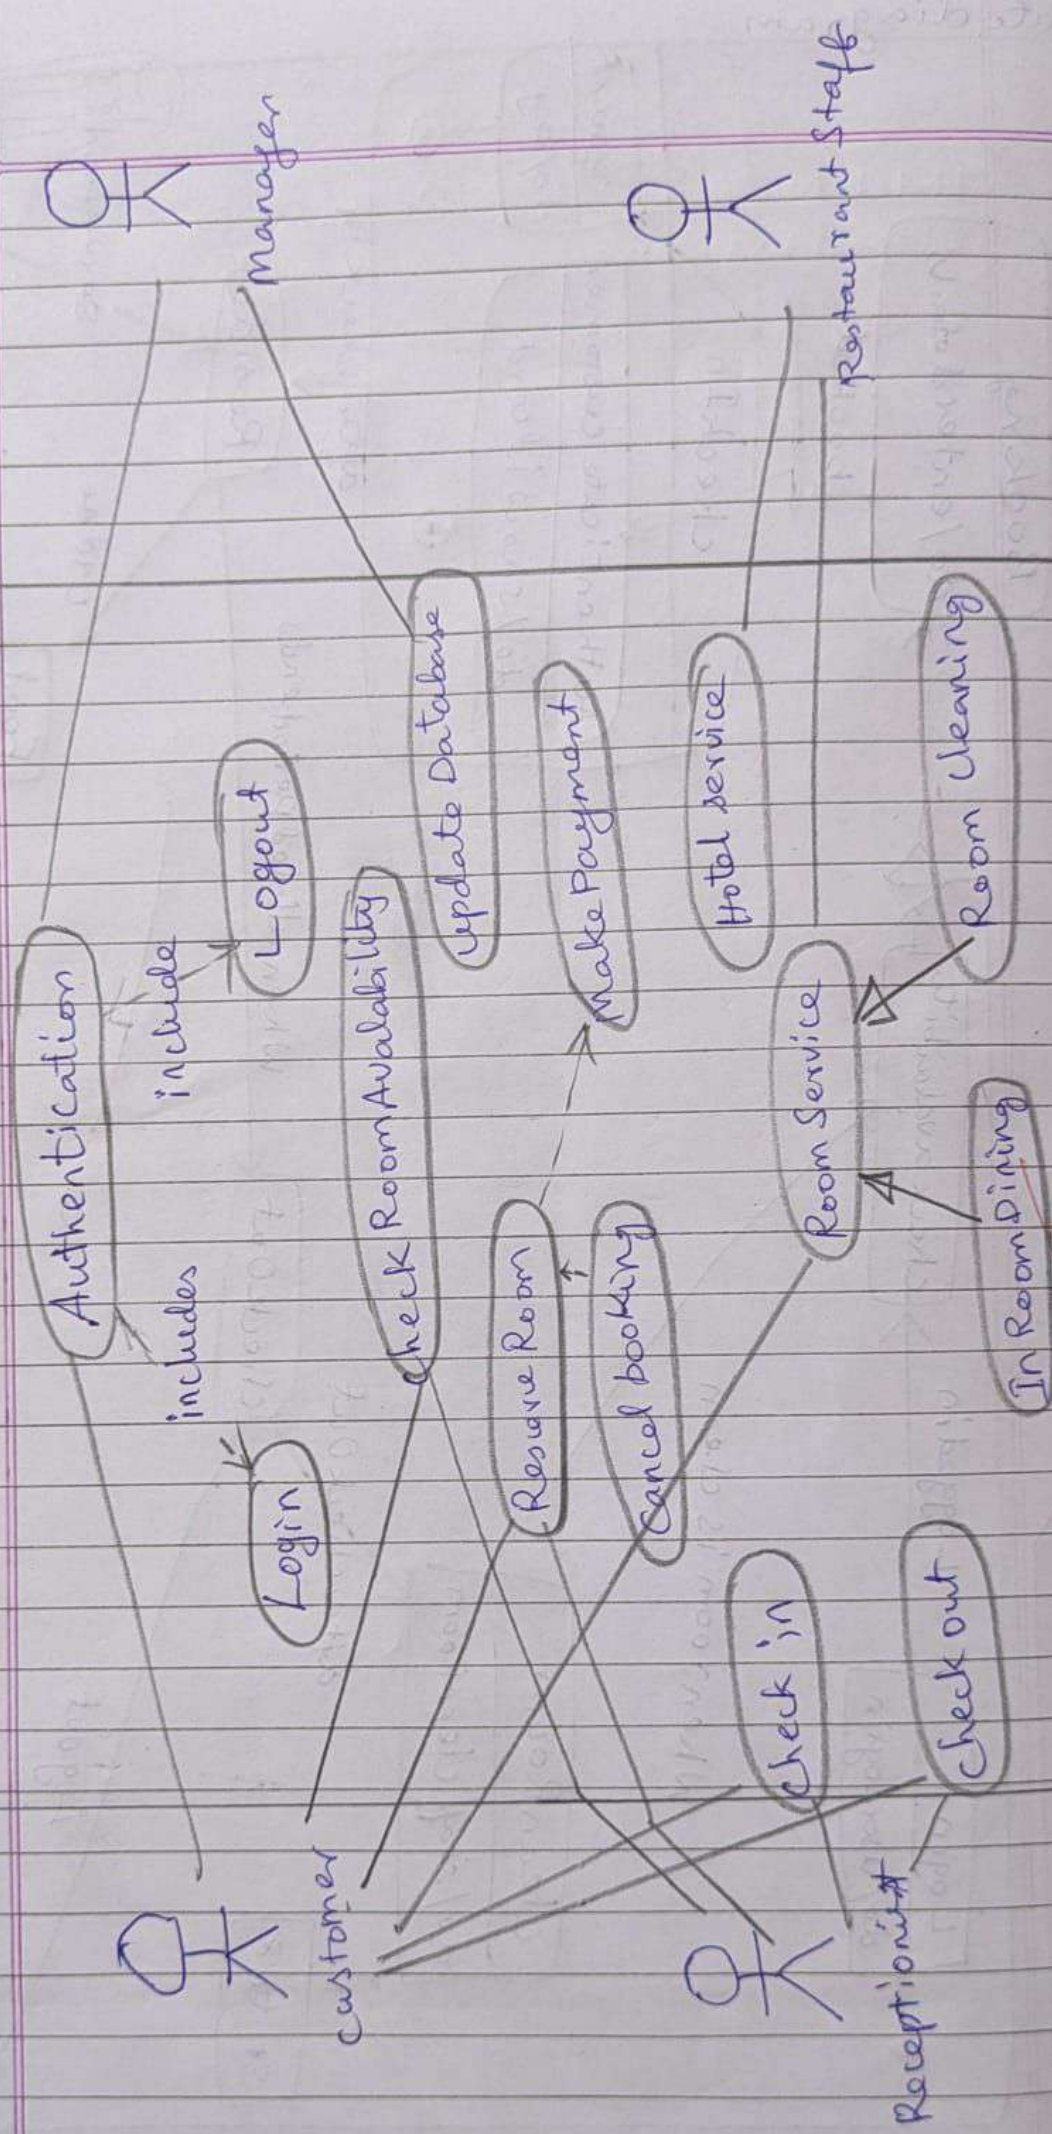 Authentication
includes
include
Login
Logout
Manager
customer
Check Room Avalability
Update Database
Reserve Room
Make Payment
Cancel booking
Hotel service
Check in
Room Service
Restaurant Staff
Receptionist
Check out
In Room Dining
Room Cleaning